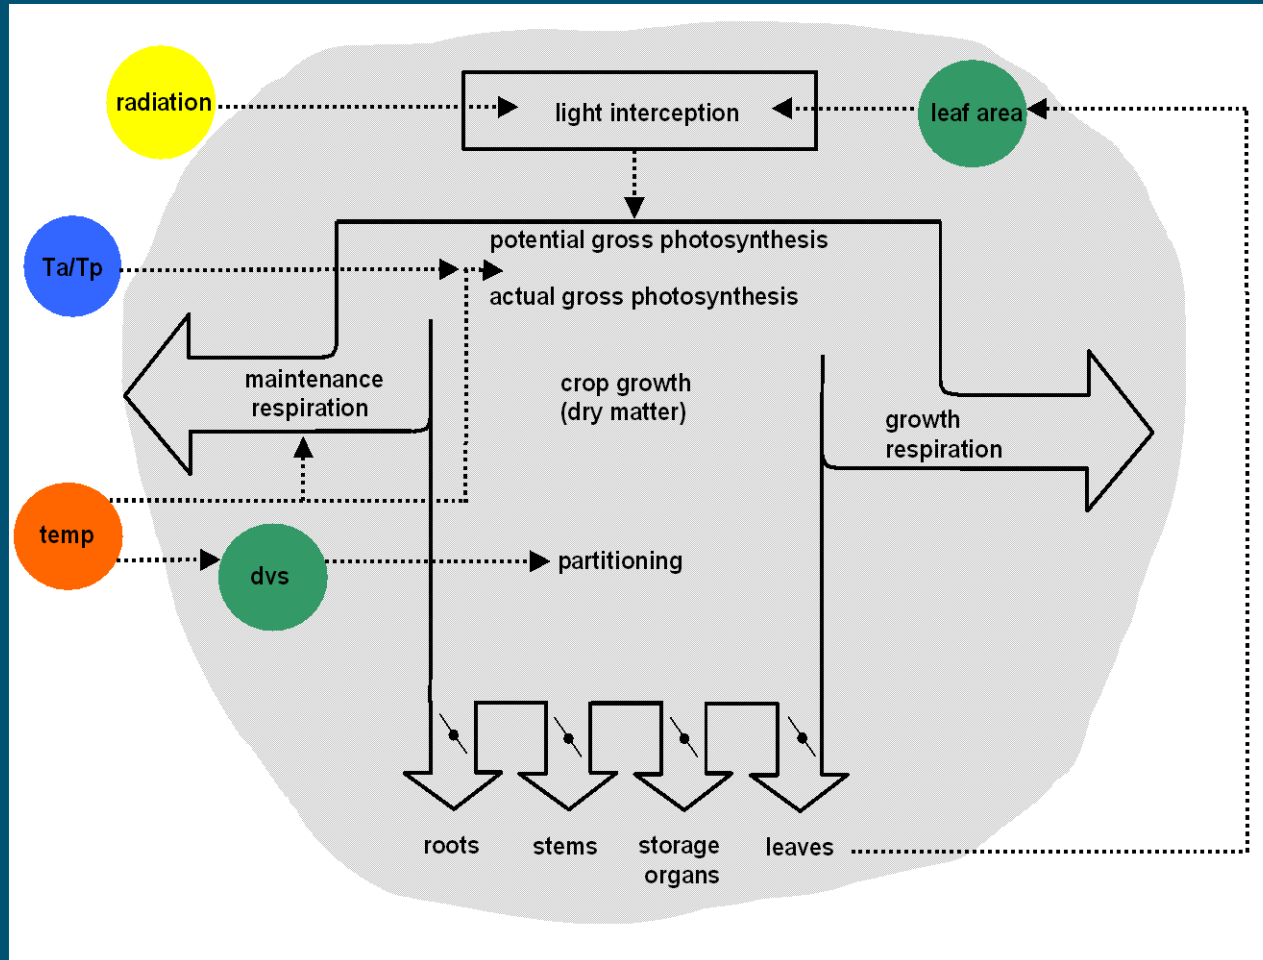 radiation
light interception
leaf area
potential gross photosynthesis
Ta/Tp
actual gross photosynthesis
maintenance
respiration
crop growth
(dry matter)
growth
respiration
temp
dvs
partitioning
roots
stems
storage
organs
leaves